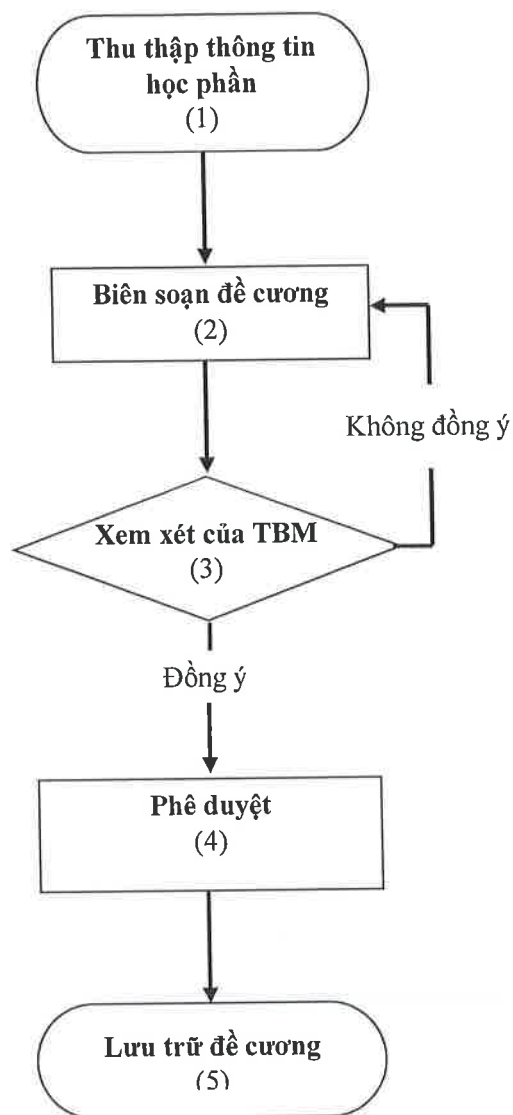 Thu thập thông tin
học phần
(1)
Biên soạn đề cương
(2)
Không đồng ý
Xem xét của TBM
(3)
Đồng ý
Phê duyệt
(4)
Lưu trữ đề cương
(5)